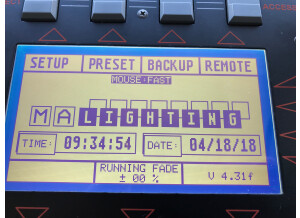 ACCESS
SETUP PRESET BACKUP REMOTE
MOUSE:FAST
MA LIGHTING
TIME: 09:34:54 DATE: 04/18/18
RUNNING FADE
± 00 % V 4.31f